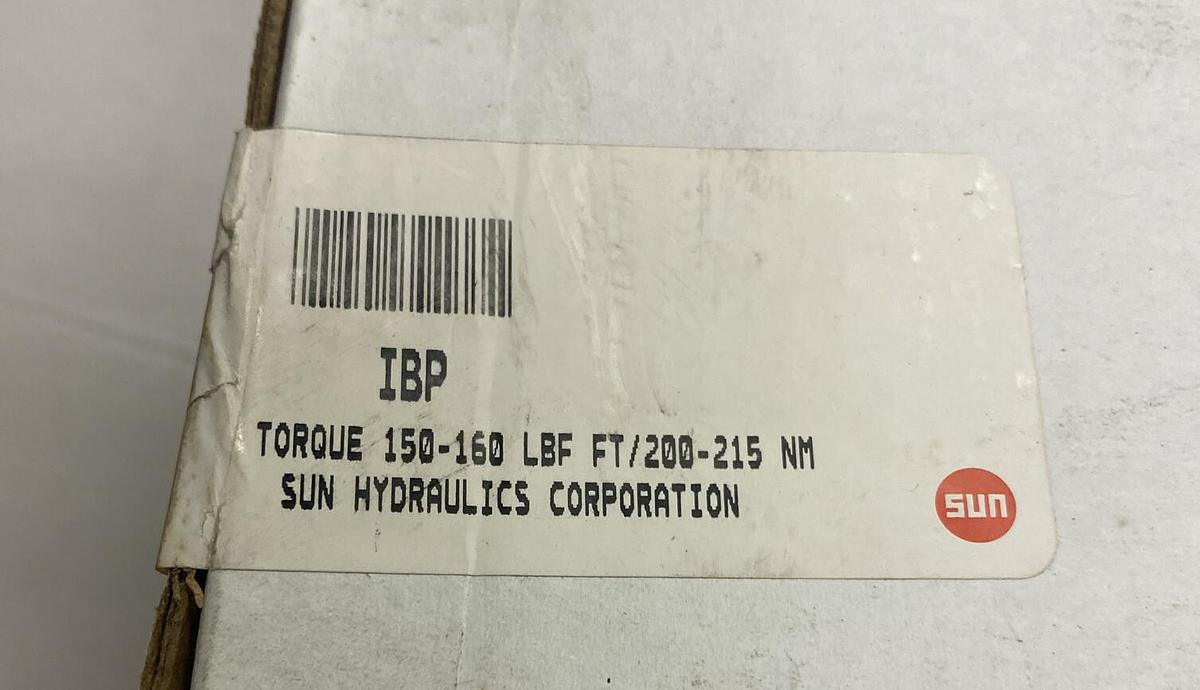 IBP
TORQUE 150-160 LBF FT/200-215 NM
SUN HYDRAULICS CORPORATION
sun